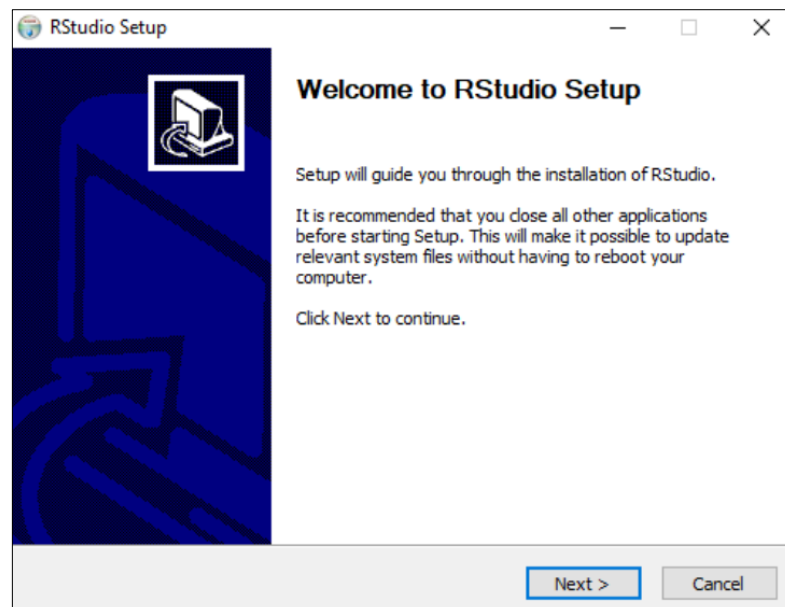 RStudio Setup
Welcome to RStudio Setup
Setup will guide you through the installation of RStudio.
It is recommended that you close all other applications
before starting Setup. This will make it possible to update
relevant system files without having to reboot your
computer.
Click Next to continue.
Next >
Cancel